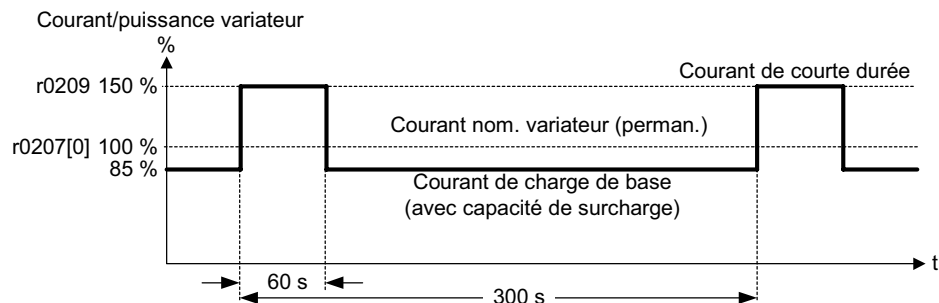 Courant/puissance variateur
%
r0209 150 %
Courant de courte durée
Courant nom. variateur (perman.)
r0207[0] 100 %
85 %
Courant de charge de base
(avec capacité de surcharge)
t
60 s
300 s